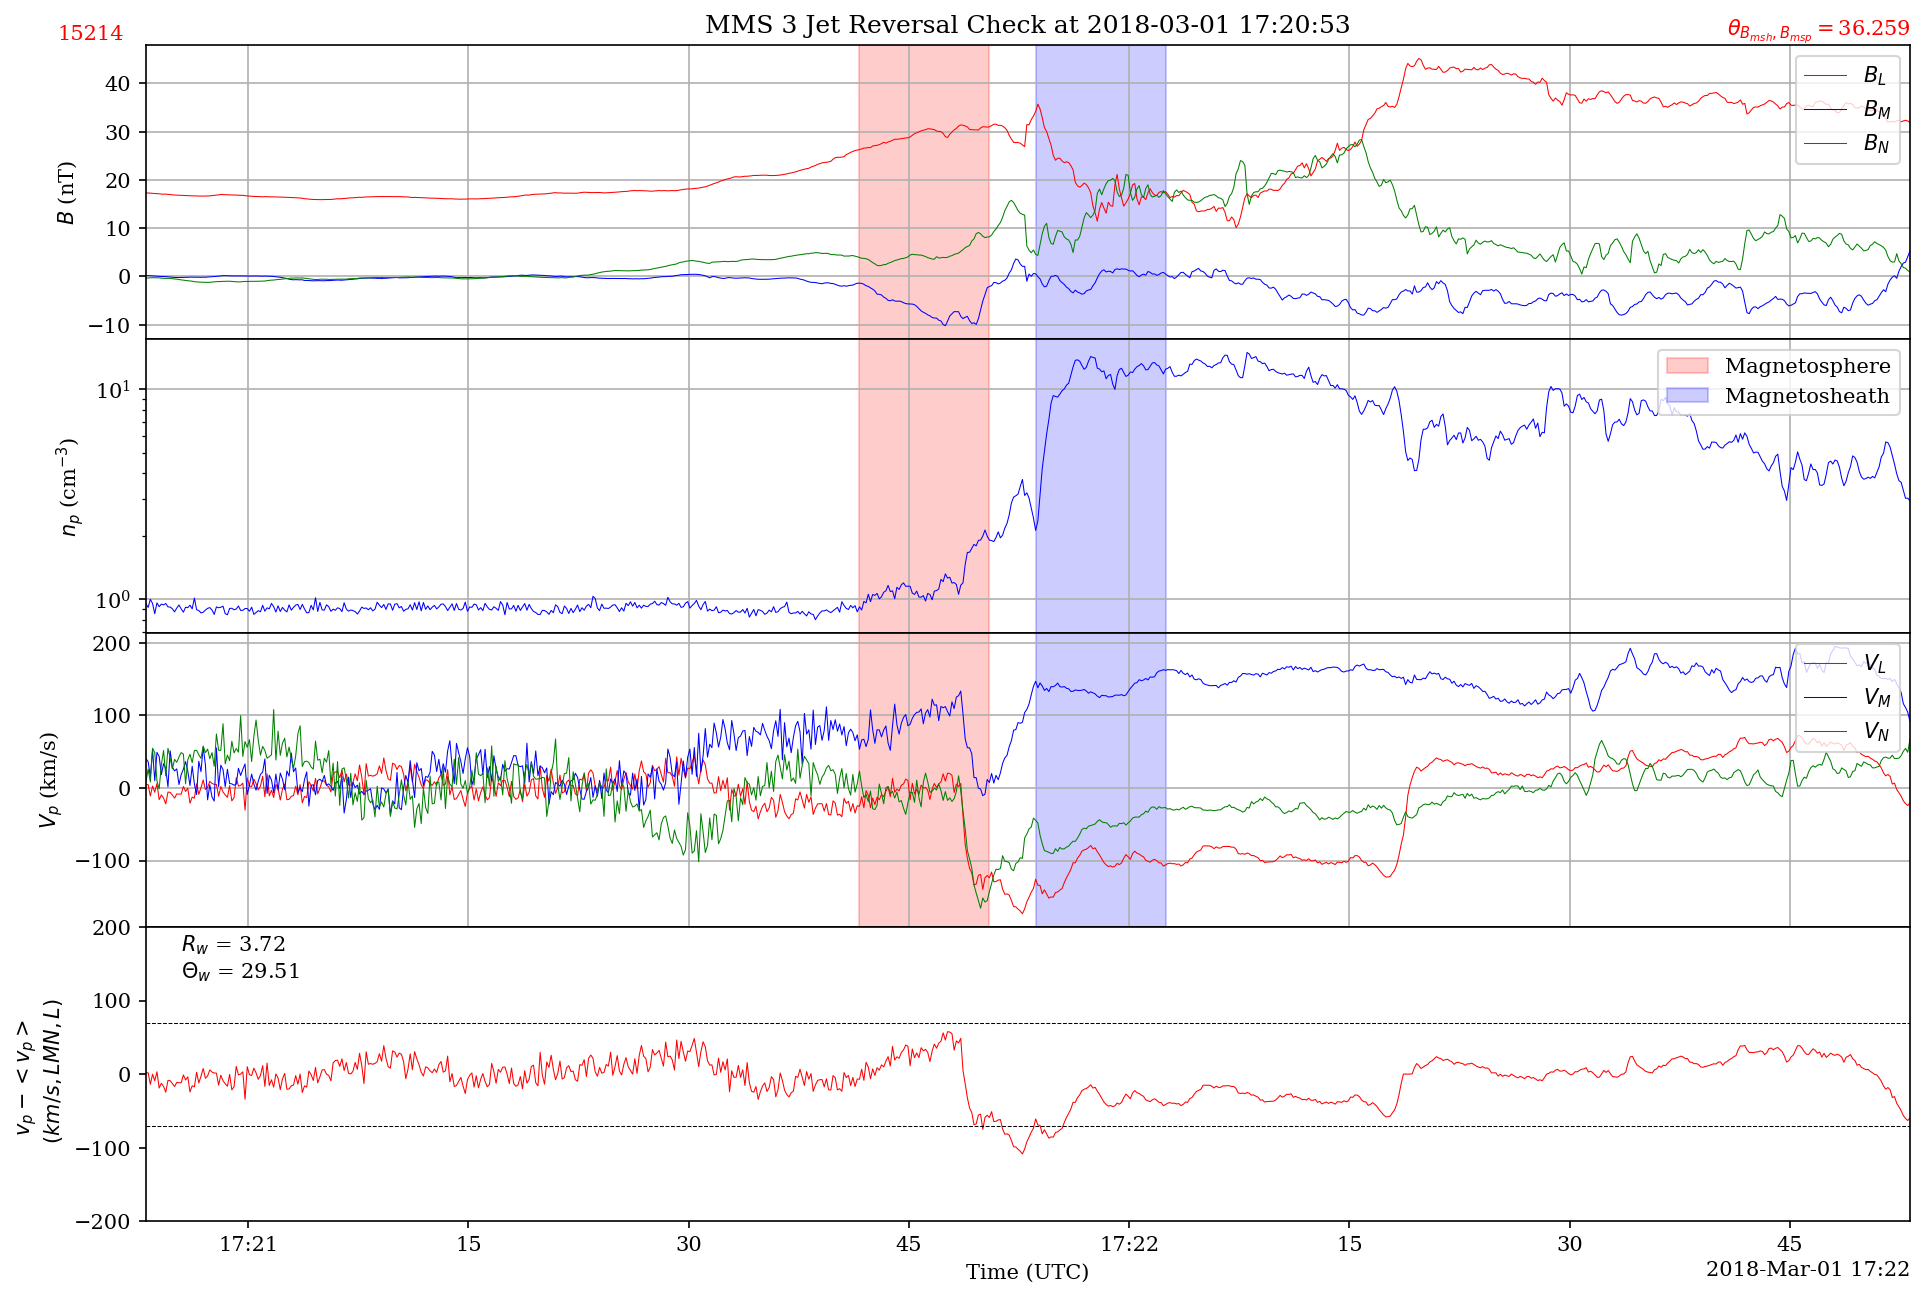 15214
MMS 3 Jet Reversal Check at 2018-03-01 17:20:53
θ_{B_{msh}, B_{msp}} = 36.259
40
30
20
10
0
−10
B (nT)
B_L
B_M
B_N
10^1
10^0
n_p (cm^{−3})
Magnetosphere
Magnetosheath
200
100
0
−100
V_p (km/s)
V_L
V_M
V_N
200
100
0
−100
−200
v_p − < v_p >
(km/s, LMN, L)
R_w = 3.72
Θ_w = 29.51
17:21 15 30 45 17:22 15 30 45
Time (UTC)
2018-Mar-01 17:22